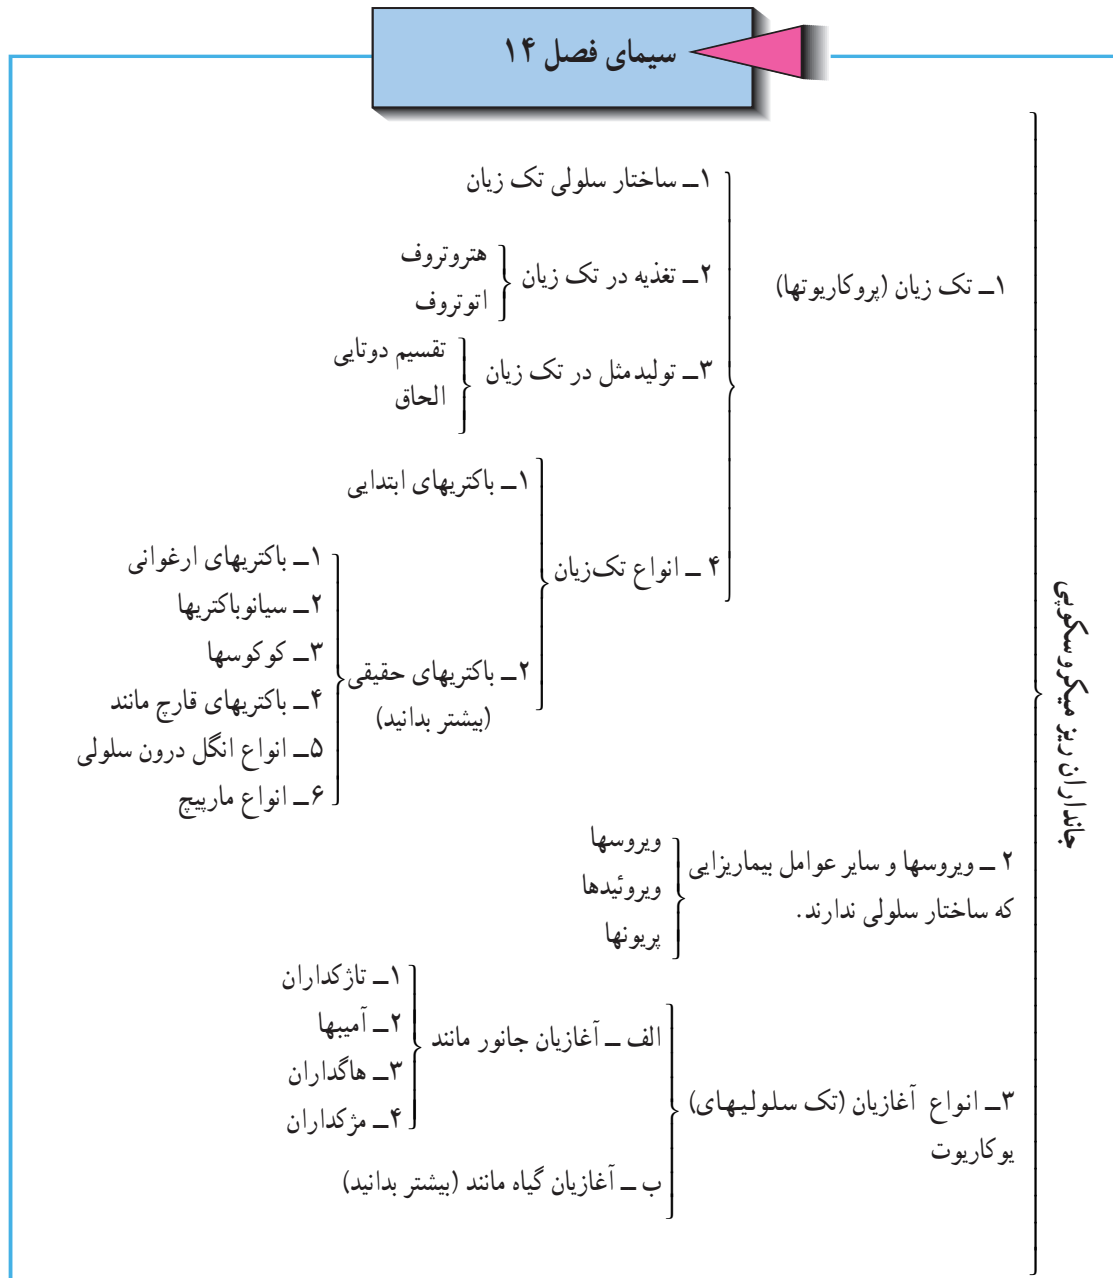 سیمای فصل ۱۴
جانداران ریز میکروسکوپی
۱ــ تک زیان (پروکاریوتها)
۱ــ ساختار سلولی تک زیان
۲ــ تغذیه در تک زیان
هتروتروف
اتوتروف
۳ــ تولیدمثل در تک زیان
تقسیم دوتایی
الحاق
۴ ــ انواع تک‌زیان
۱ــ باکتریهای ابتدایی
۲ــ باکتریهای حقیقی
(بیشتر بدانید)
۱ــ باکتریهای ارغوانی
۲ــ سیانوباکتریها
۳ــ کوکوسها
۴ــ باکتریهای قارچ مانند
۵ــ انواع انگل درون سلولی
۶ــ انواع مارپیچ
۲ ــ ویروسها و سایر عوامل بیماریزایی
که ساختار سلولی ندارند.
ویروسها
ویروئیدها
پریونها
۳ــ انواع آغازیان (تک سلولیهای)
یوکاریوت
الف ــ آغازیان جانور مانند
۱ــ تاژکداران
۲ــ آمیبها
۳ــ هاگداران
۴ــ مژکداران
ب ــ آغازیان گیاه مانند (بیشتر بدانید)